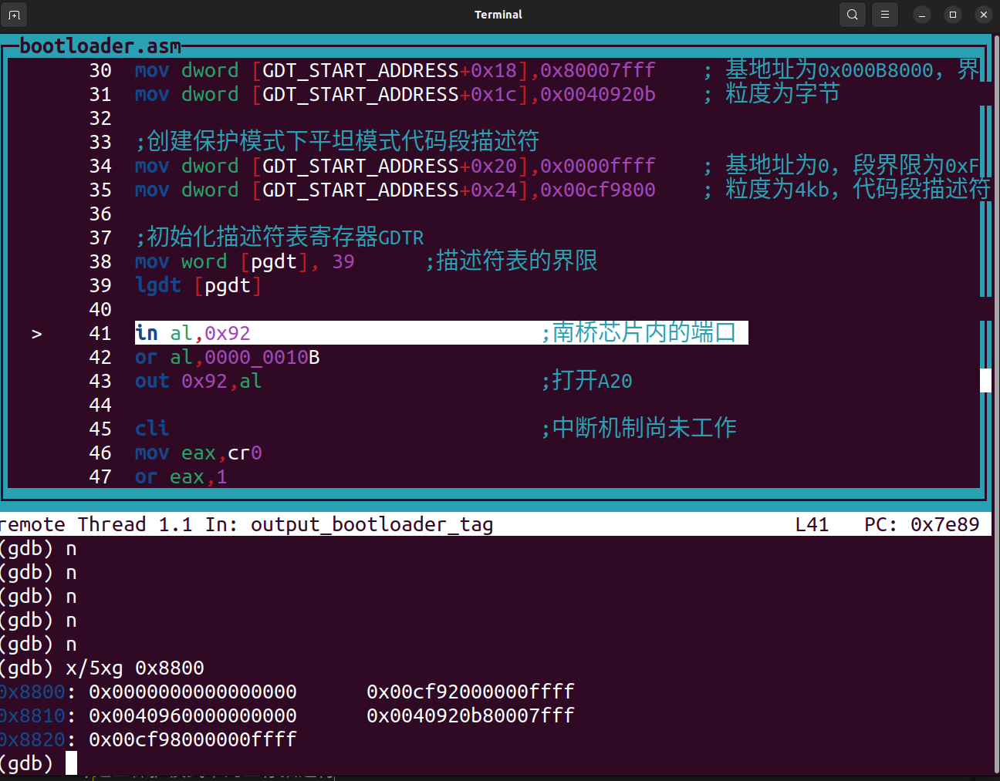 Terminal
bootloader.asm
30 mov dword [GDT_START_ADDRESS+0x18],0x80007fff ; 基地址为0x000B8000，界
31 mov dword [GDT_START_ADDRESS+0x1c],0x0040920b ; 粒度为字节
32
33 ;创建保护模式下平坦模式代码段描述符
34 mov dword [GDT_START_ADDRESS+0x20],0x0000ffff ; 基地址为0，段界限为0xF
35 mov dword [GDT_START_ADDRESS+0x24],0x00cf9800 ; 粒度为4kb，代码段描述符
36
37 ;初始化描述符表寄存器GDTR
38 mov word [pgdt], 39 ;描述符表的界限
39 lgdt [pgdt]
40
> 41 in al,0x92 ;南桥芯片内的端口
42 or al,0000_0010B
43 out 0x92,al ;打开A20
44
45 cli ;中断机制尚未工作
46 mov eax,cr0
47 or eax,1
remote Thread 1.1 In: output_bootloader_tag L41 PC: 0x7e89
(gdb) n
(gdb) n
(gdb) n
(gdb) n
(gdb) n
(gdb) x/5xg 0x8800
0x8800: 0x0000000000000000 0x00cf92000000ffff
0x8810: 0x0040960000000000 0x0040920b80007fff
0x8820: 0x00cf98000000ffff
(gdb)